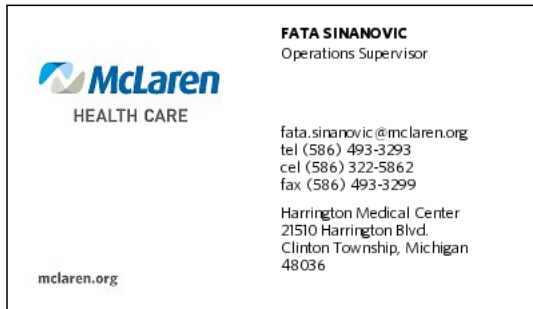 McLaren
HEALTH CARE
mclaren.org
FATA SINANOVIC
Operations Supervisor
fata.sinanovic@mclaren.org
tel (586) 493-3293
cel (586) 322-5862
fax (586) 493-3299
Harrington Medical Center
21510 Harrington Blvd.
Clinton Township, Michigan
48036